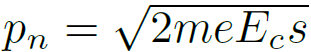 $p_n = \sqrt{2meE_cs}$